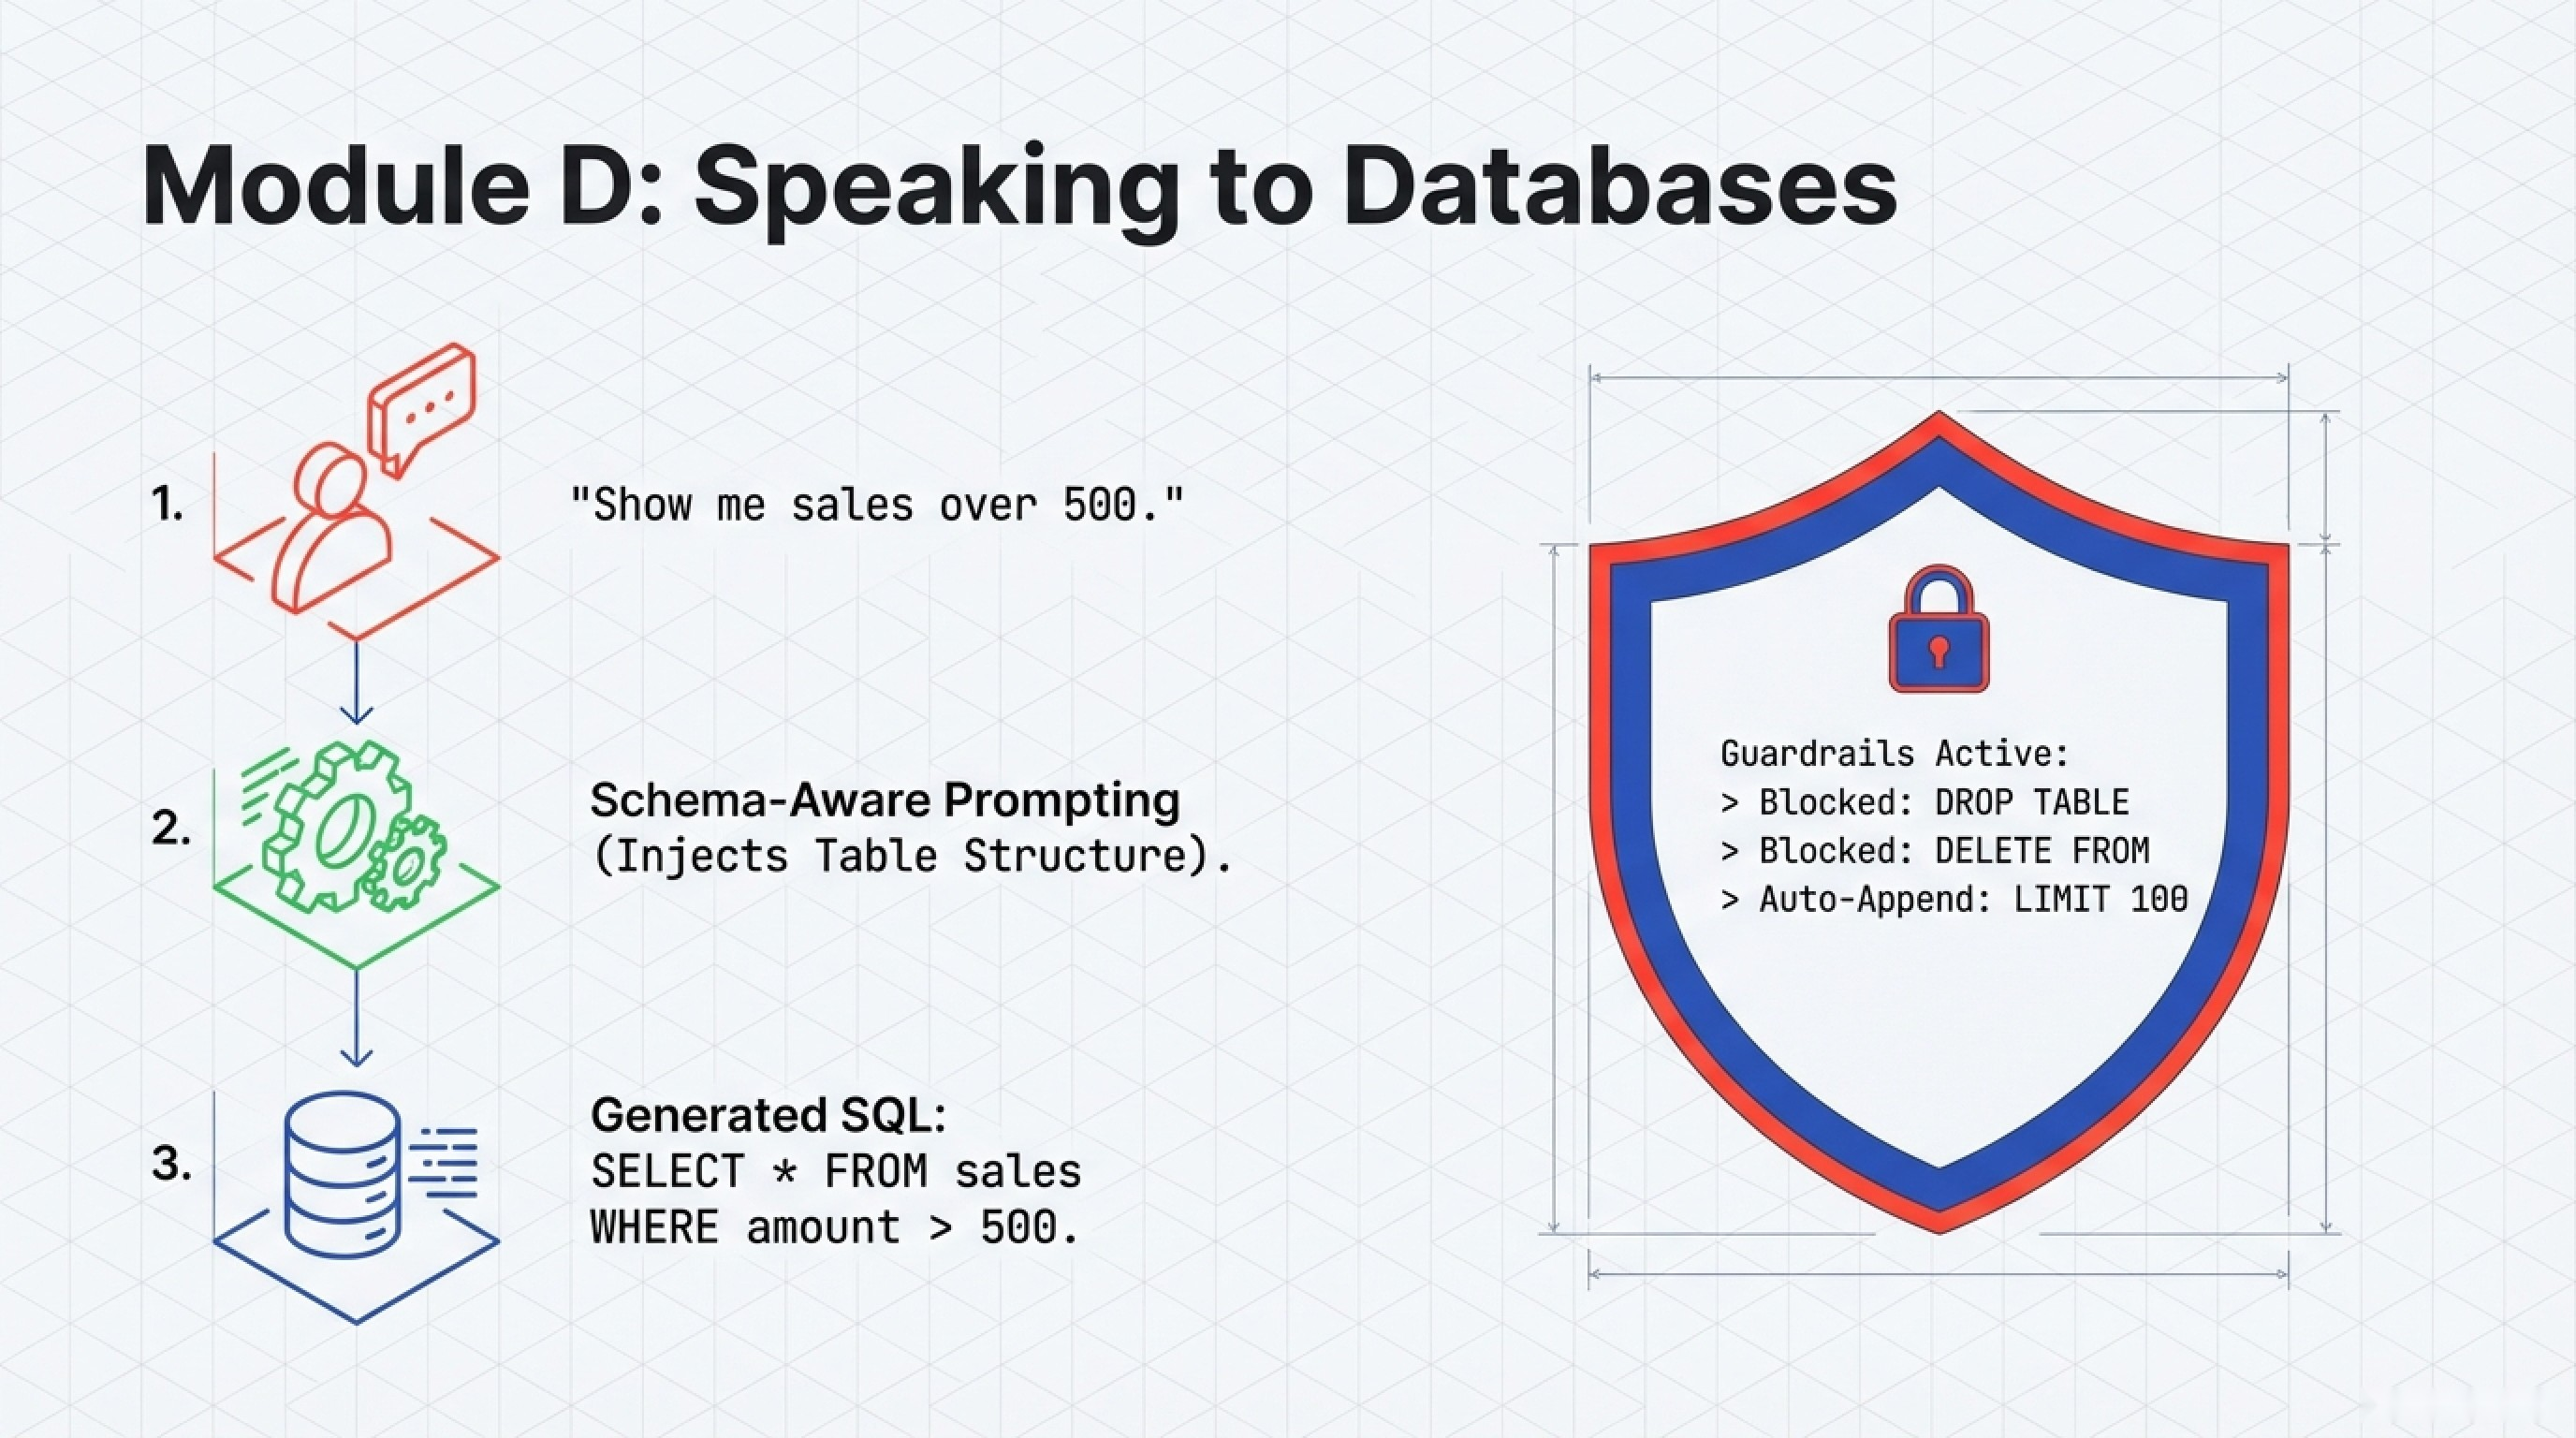 Module D: Speaking to Databases
1.
"Show me sales over 500."
2.
Schema-Aware Prompting
(Injects Table Structure).
3.
Generated SQL:
SELECT * FROM sales
WHERE amount > 500.
Guardrails Active:
> Blocked: DROP TABLE
> Blocked: DELETE FROM
> Auto-Append: LIMIT 100